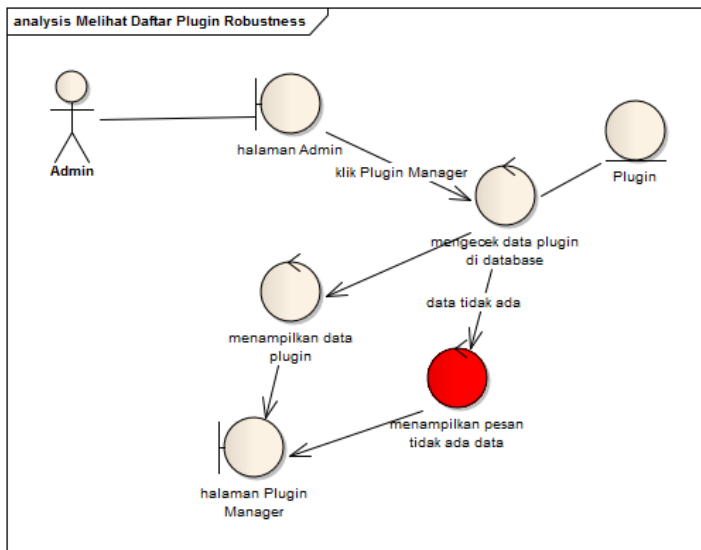 analysis Melihat Daftar Plugin Robustness
Admin
halaman Admin
klik Plugin Manager
Plugin
mengecek data plugin
di database
data tidak ada
menampilkan data
plugin
menampilkan pesan
tidak ada data
halaman Plugin
Manager